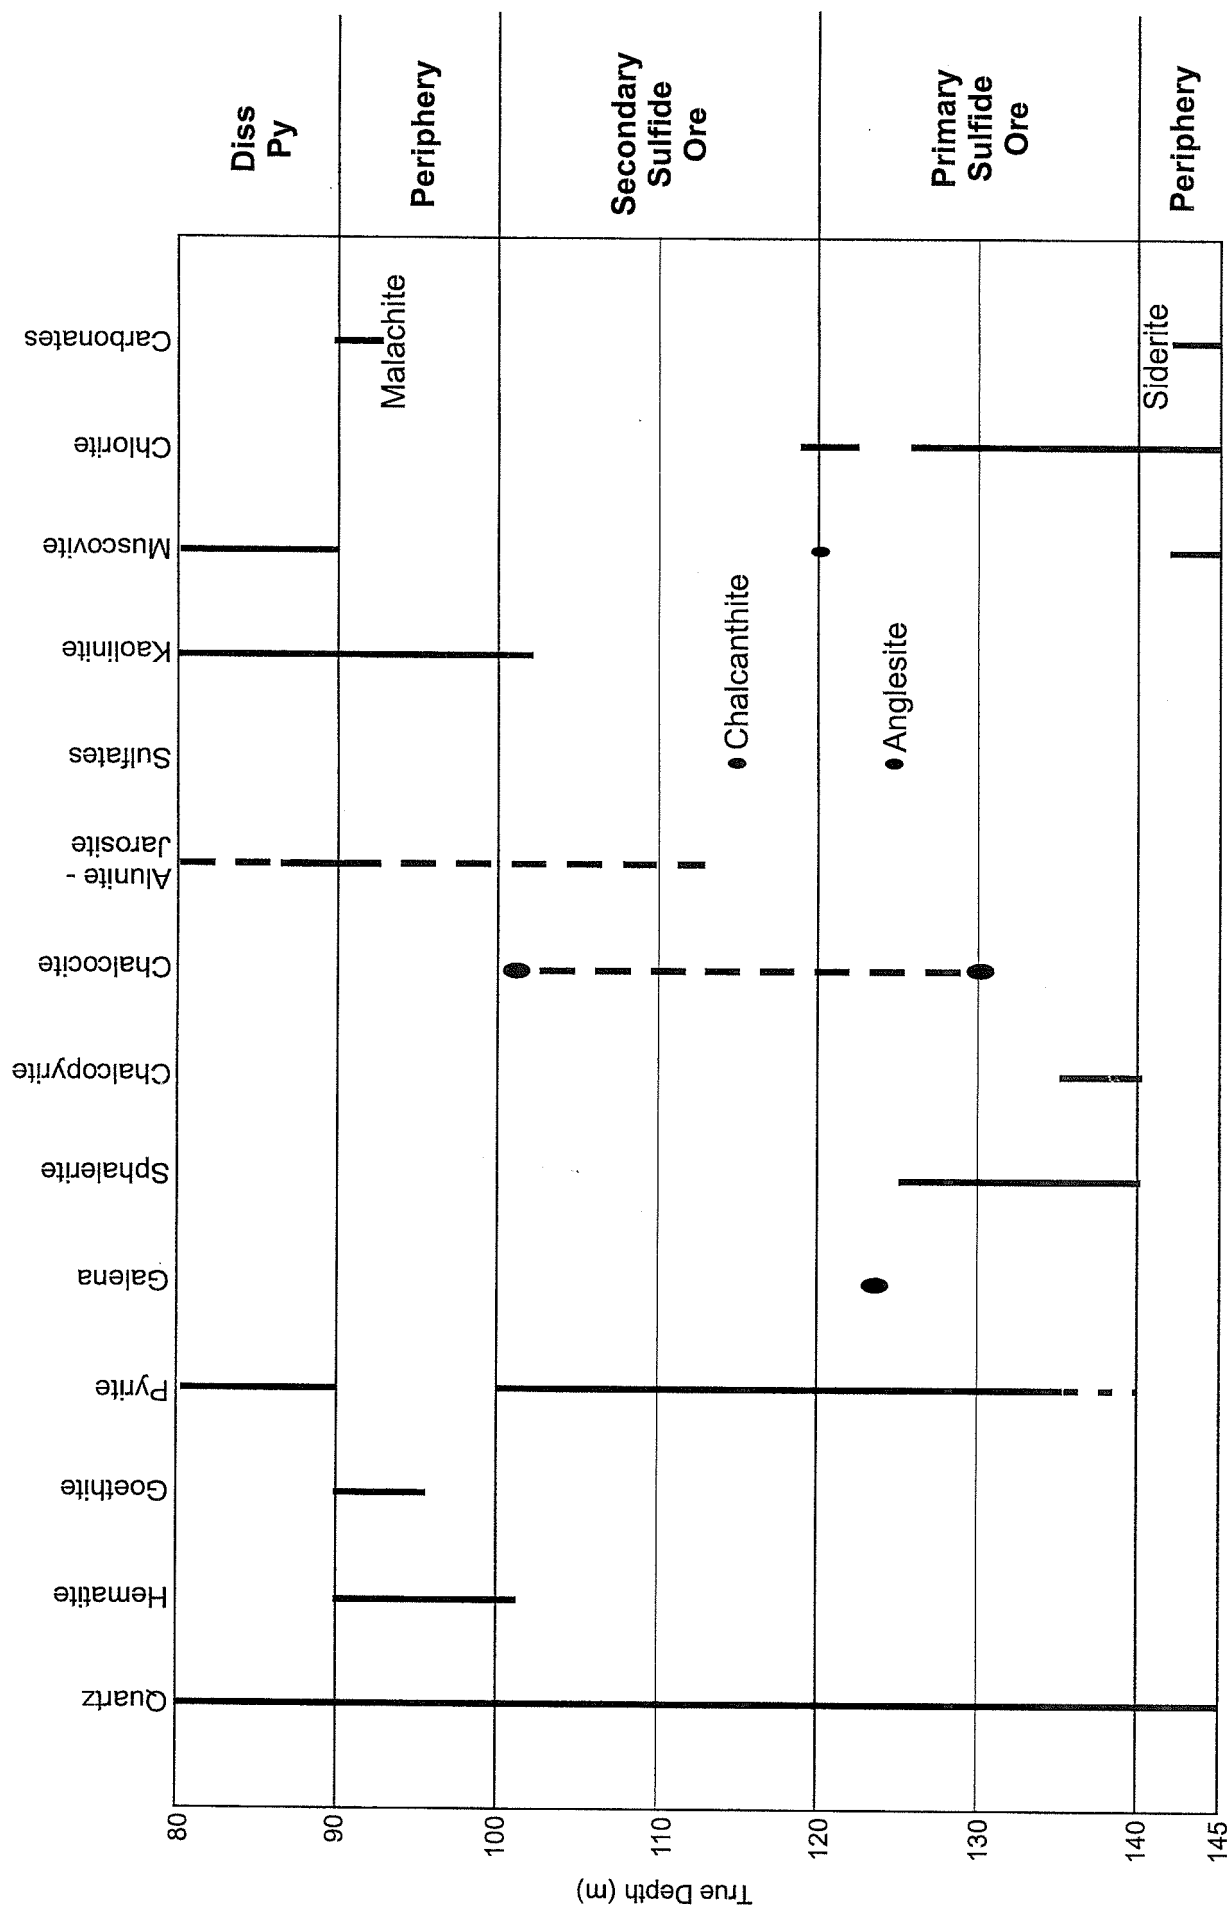 Quartz
Hematite
Goethite
Pyrite
Galena
Sphalerite
Chalcopyrite
Chalcocite
Alunite -
Jarosite
Sulfates
Kaolinite
Muscovite
Chlorite
Carbonates
True Depth (m)
80
90
100
110
120
130
140
145
Malachite
Chalcanthite
Anglesite
Siderite
Diss
Py
Periphery
Secondary
Sulfide
Ore
Primary
Sulfide
Ore
Periphery